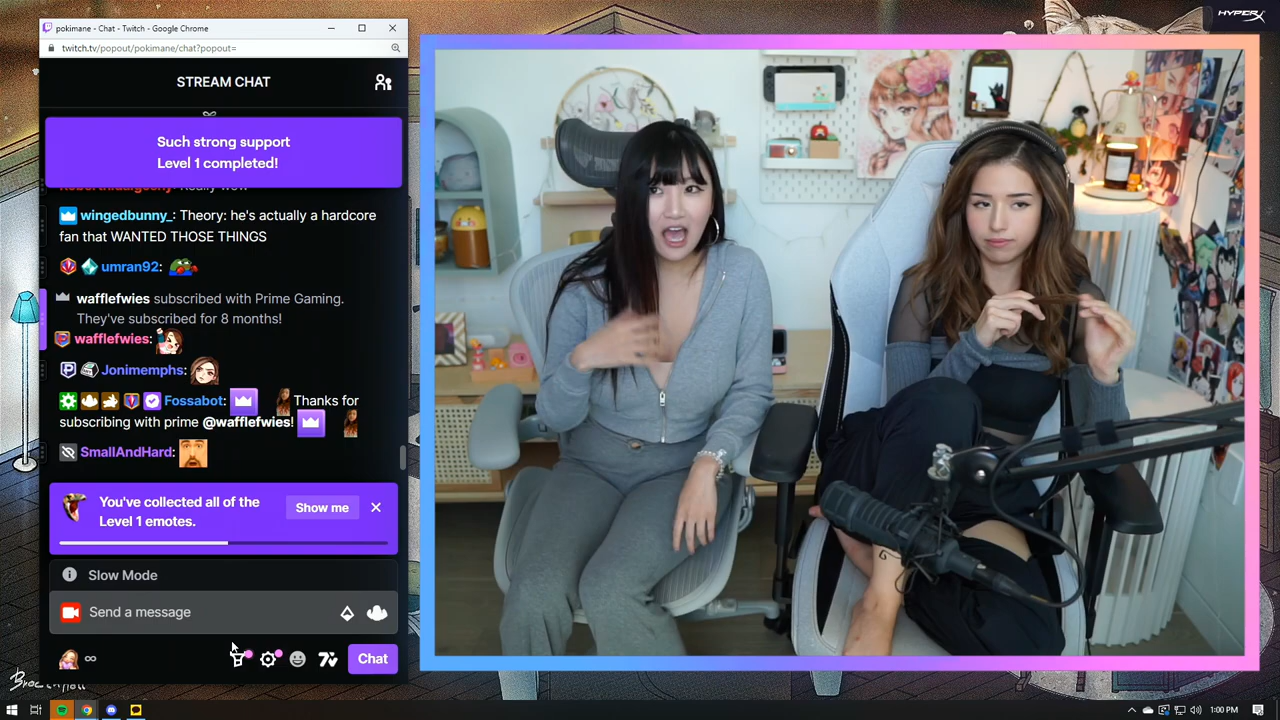 pokimane - Chat - Twitch - Google Chrome
twitch.tv/popout/pokimane/chat?popout=
HYPERX
STREAM CHAT
Such strong support
Level 1 completed!
wingedbunny_: Theory: he's actually a hardcore
fan that WANTED THOSE THINGS
umran92:
wafflefwies subscribed with Prime Gaming.
They've subscribed for 8 months!
wafflefwies:
Jonimemphs:
Fossabot: Thanks for
subscribing with prime @wafflefwies!
SmallAndHard:
You've collected all of the
Level 1 emotes.
Show me
Slow Mode
Send a message
∞
Chat
1:00 PM